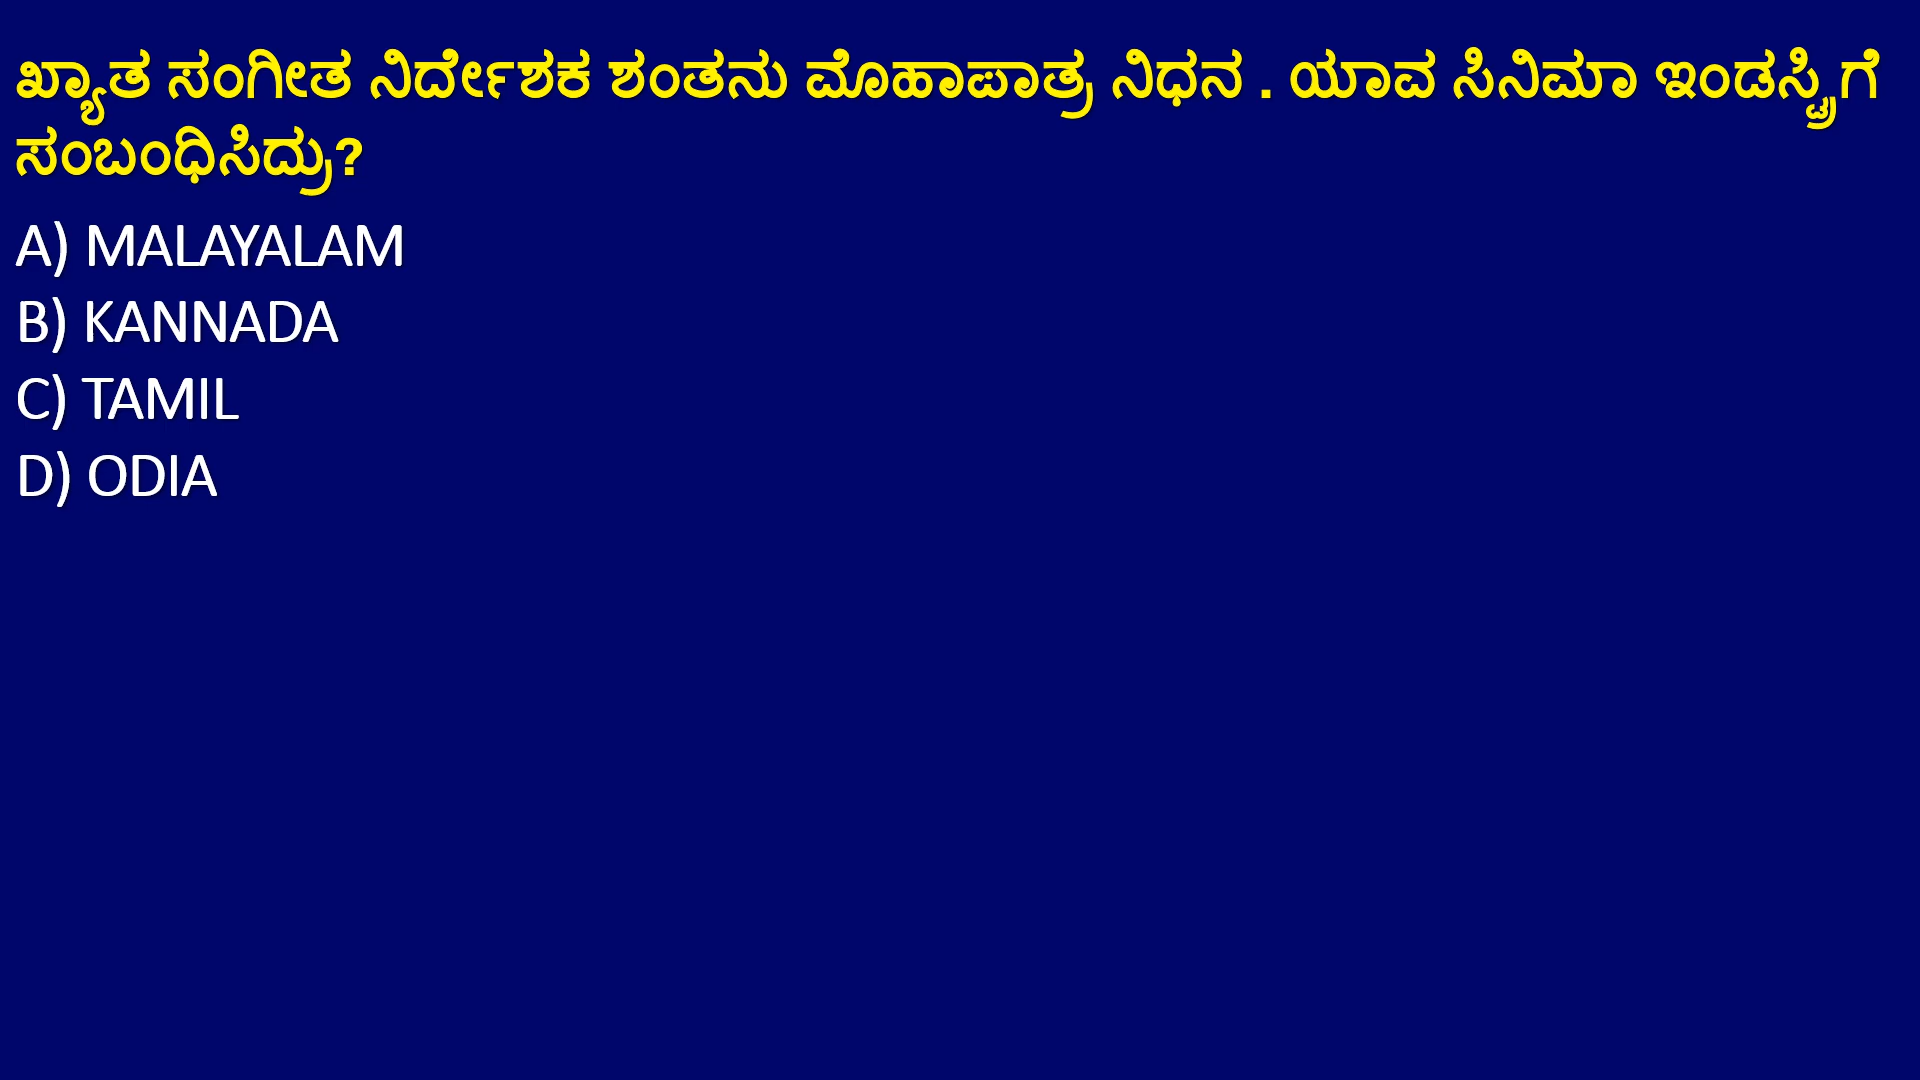 ಖ್ಯಾತ ಸಂಗೀತ ನಿರ್ದೇಶಕ ಶಂತನು ಮೊಹಾಪಾತ್ರ ನಿಧನ . ಯಾವ ಸಿನಿಮಾ ಇಂಡಸ್ಟ್ರಿಗೆ
ಸಂಬಂಧಿಸಿದ್ರು?
A) MALAYALAM
B) KANNADA
C) TAMIL
D) ODIA